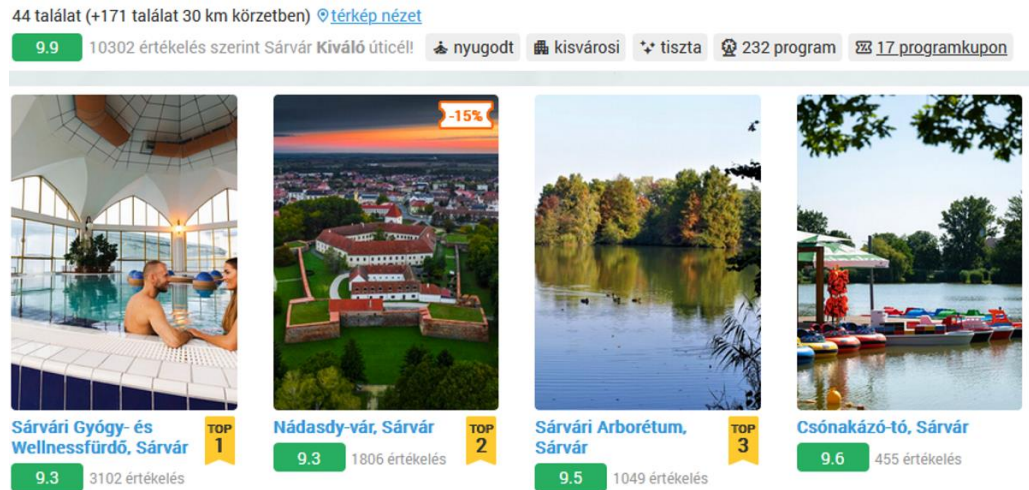 44 találat (+171 találat 30 km körzetben) térkép nézet
9.9 10302 értékelés szerint Sárvár Kiváló úticél! nyugodt kisvárosi tiszta 232 program 17 programkupon
-15%
Sárvári Gyógy- és Wellnessfürdő, Sárvár
TOP 1
9.3 3102 értékelés
Nádasdy-vár, Sárvár
TOP 2
9.3 1806 értékelés
Sárvári Arborétum, Sárvár
TOP 3
9.5 1049 értékelés
Csónakázó-tó, Sárvár
9.6 455 értékelés